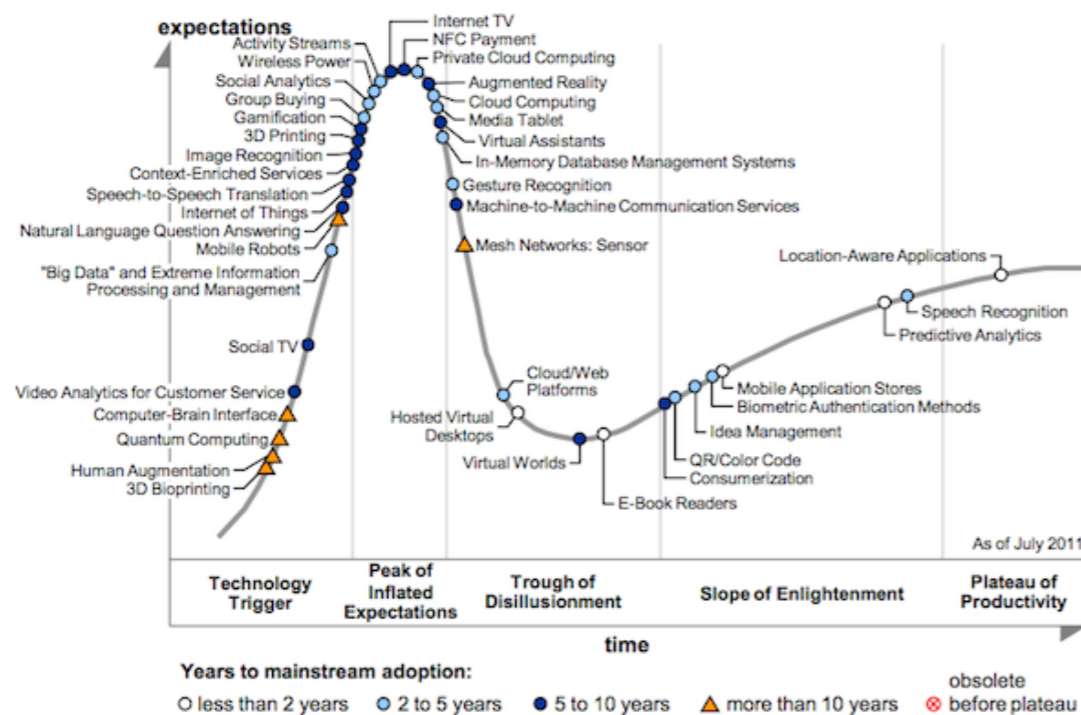 expectations
Internet TV
NFC Payment
Activity Streams
Private Cloud Computing
Wireless Power
Augmented Reality
Social Analytics
Cloud Computing
Group Buying
Media Tablet
Gamification
Virtual Assistants
3D Printing
In-Memory Database Management Systems
Image Recognition
Context-Enriched Services
Gesture Recognition
Speech-to-Speech Translation
Machine-to-Machine Communication Services
Internet of Things
Natural Language Question Answering
Mesh Networks: Sensor
Mobile Robots
Location-Aware Applications
"Big Data" and Extreme Information
Processing and Management
Speech Recognition
Predictive Analytics
Social TV
Cloud/Web
Platforms
Video Analytics for Customer Service
Mobile Application Stores
Computer-Brain Interface
Hosted Virtual
Desktops
Biometric Authentication Methods
Quantum Computing
Idea Management
Human Augmentation
Virtual Worlds
QR/Color Code
3D Bioprinting
Consumerization
E-Book Readers
As of July 2011
Technology
Trigger
Peak of
Inflated
Expectations
Trough of
Disillusionment
Slope of Enlightenment
Plateau of
Productivity
time
Years to mainstream adoption:
less than 2 years
2 to 5 years
5 to 10 years
more than 10 years
obsolete
before plateau